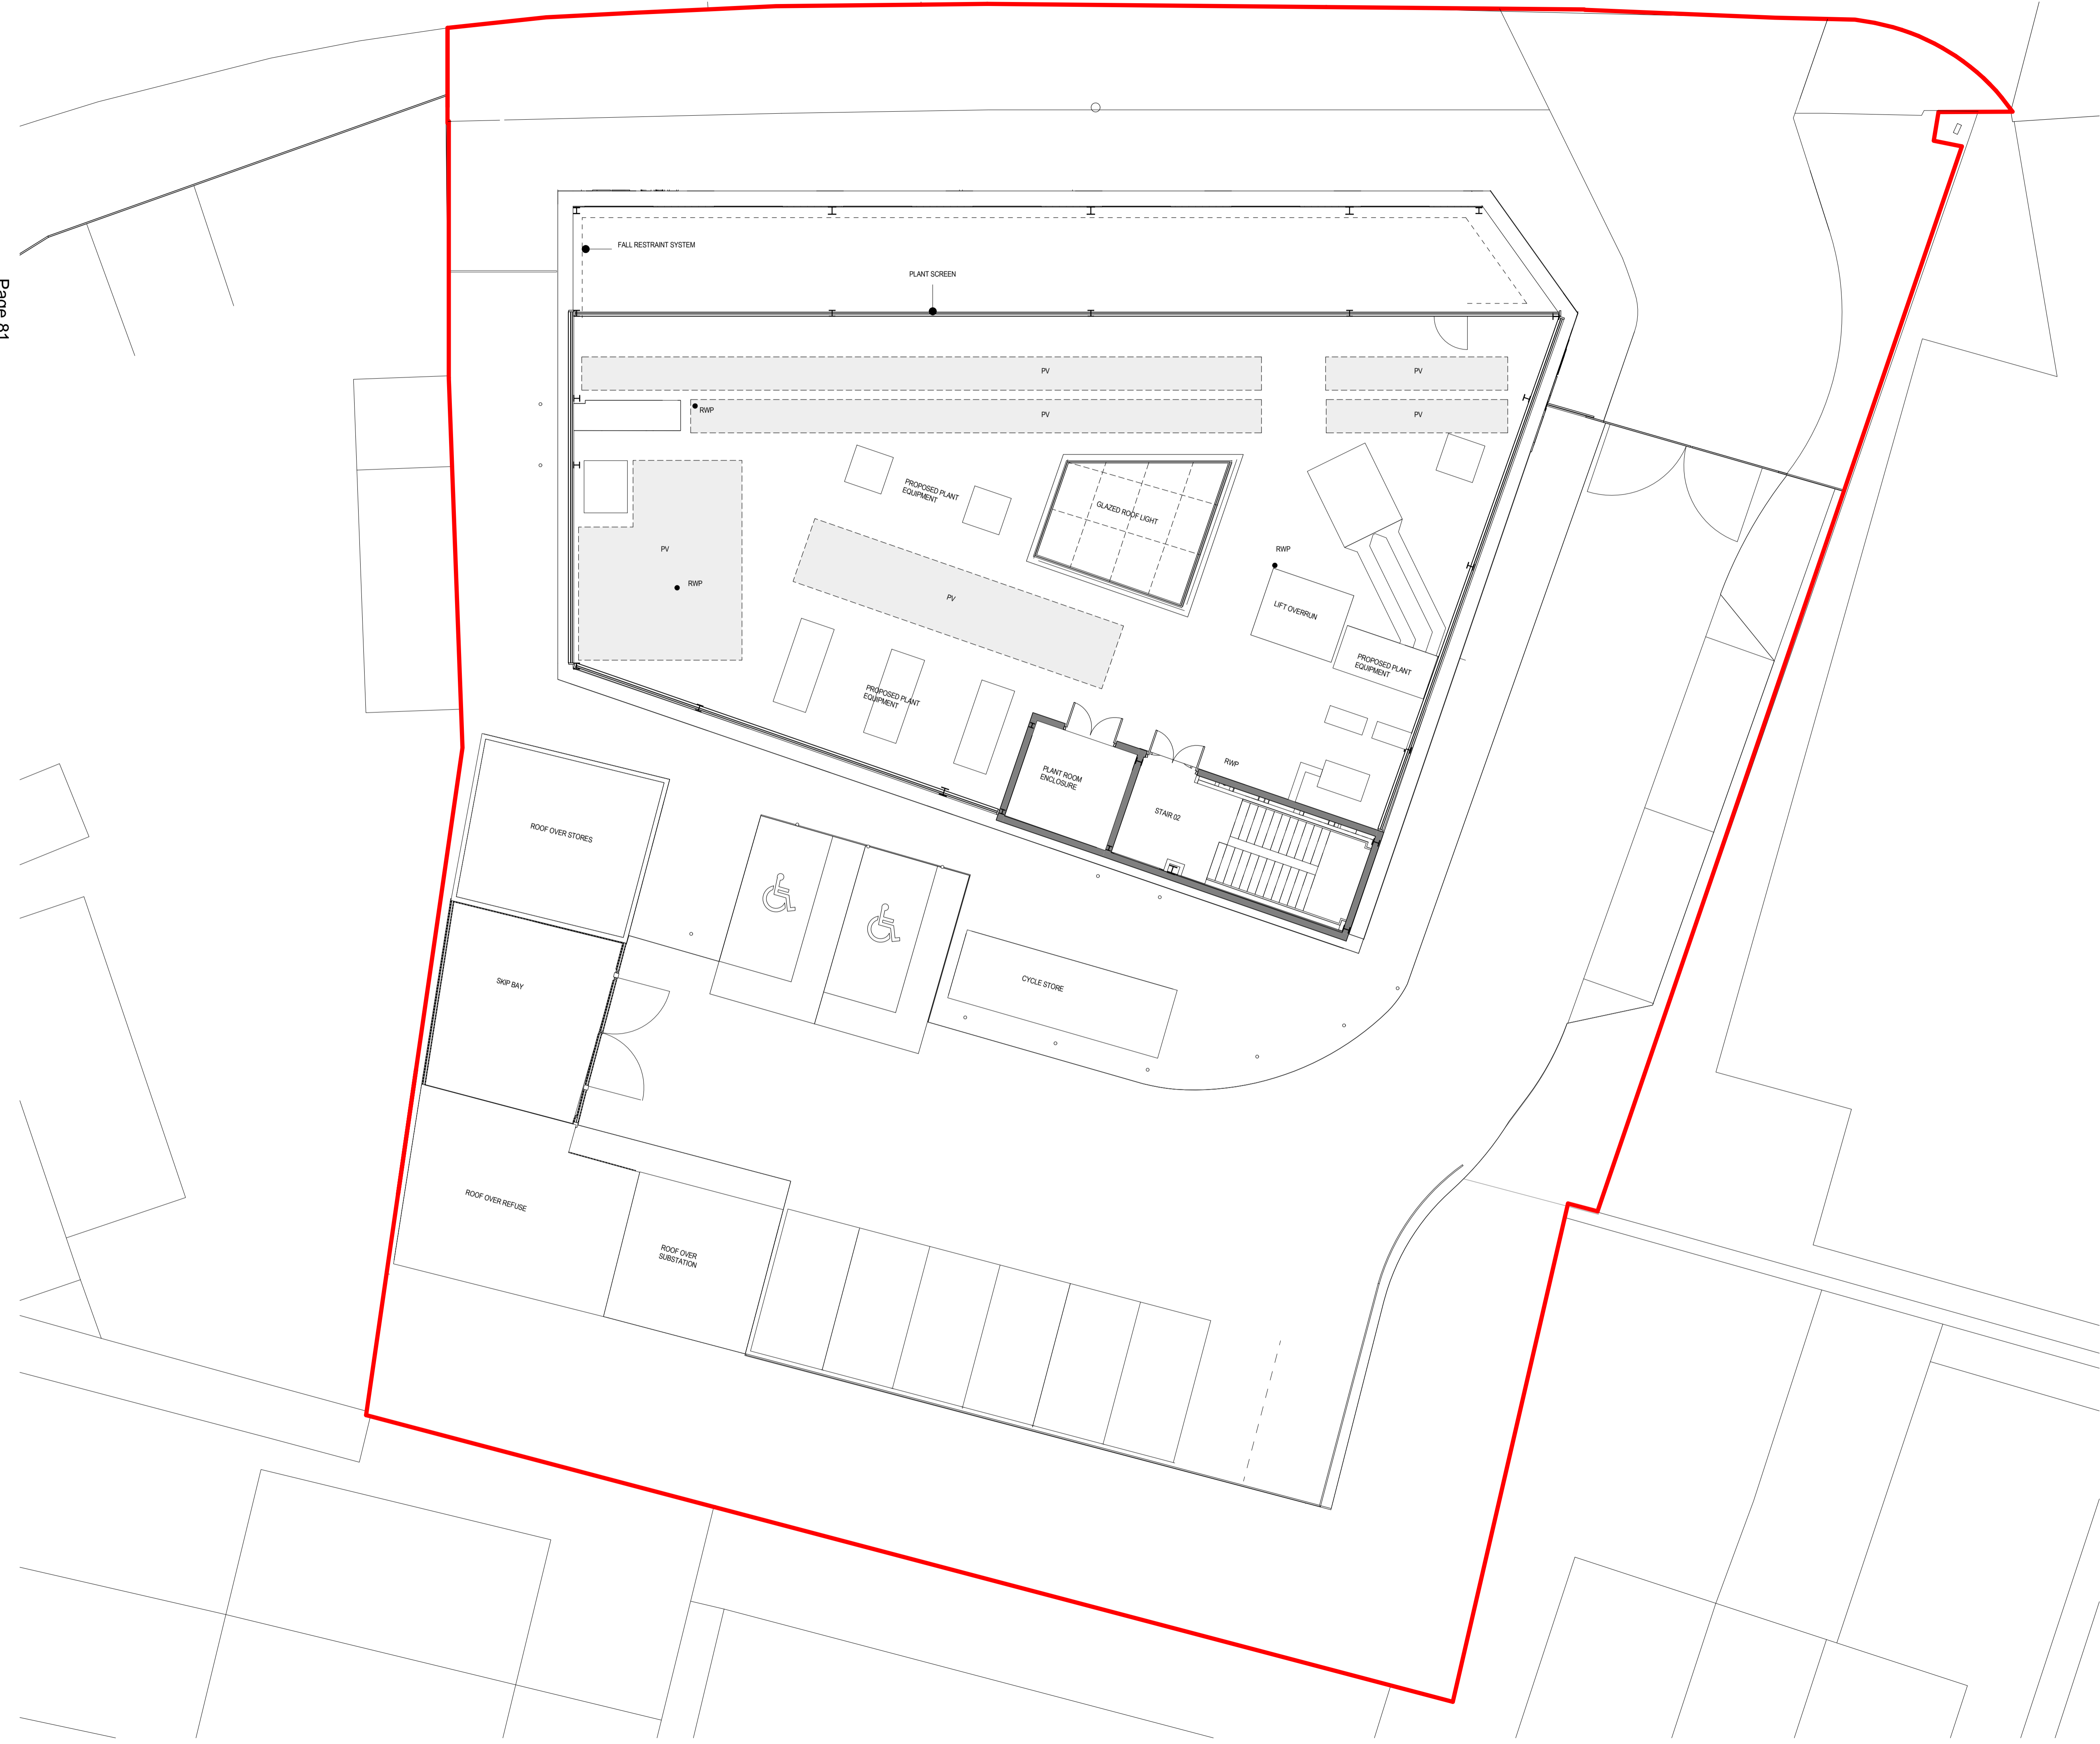 Page 81
FALL RESTRAINT SYSTEM
PLANT SCREEN
PV
PV
RWP
PV
PV
PROPOSED PLANT
EQUIPMENT
GLAZED ROOF LIGHT
PV
RWP
RWP
PV
LIFT OVERRUN
PROPOSED PLANT
EQUIPMENT
PROPOSED PLANT
EQUIPMENT
PLANT ROOM
ENCLOSURE
RWP
STAIR 02
ROOF OVER STORES
SKIP BAY
CYCLE STORE
ROOF OVER REFUSE
ROOF OVER
SUBSTATION